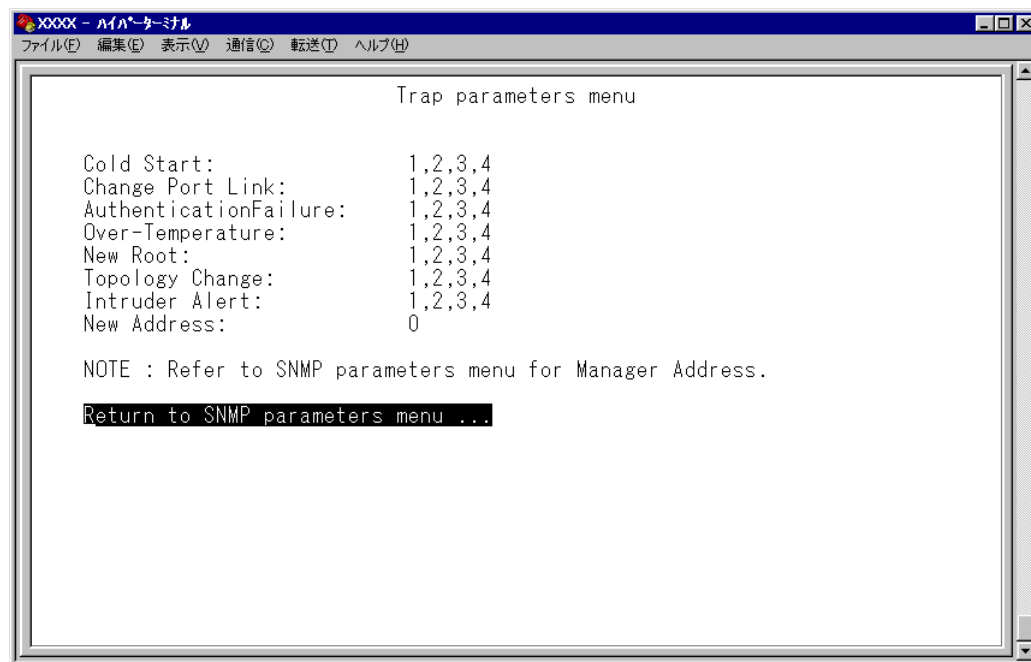 XXXX - ハイパーターミナル
ファイル(F) 編集(E) 表示(V) 通信(C) 転送(T) ヘルプ(H)
Trap parameters menu
Cold Start: 1,2,3,4
Change Port Link: 1,2,3,4
AuthenticationFailure: 1,2,3,4
Over-Temperature: 1,2,3,4
New Root: 1,2,3,4
Topology Change: 1,2,3,4
Intruder Alert: 1,2,3,4
New Address: 0
NOTE : Refer to SNMP parameters menu for Manager Address.
Return to SNMP parameters menu ...